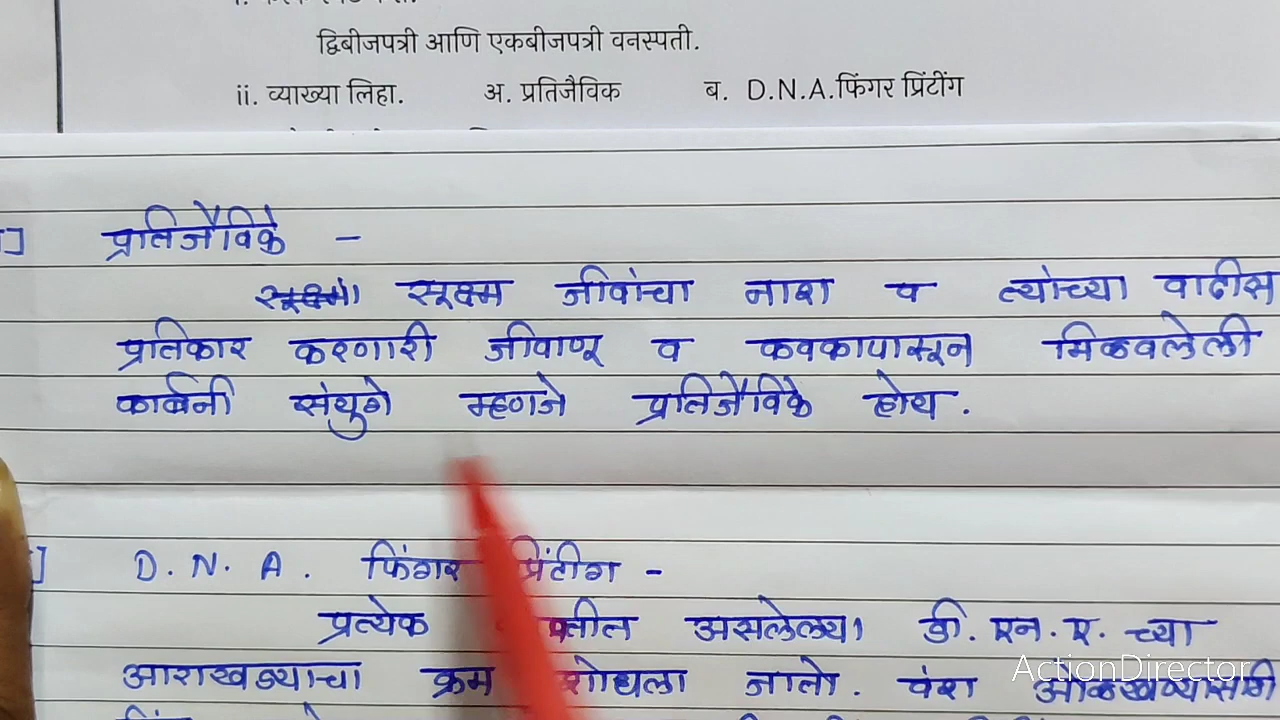 द्विबीजपत्री आणि एकबीजपत्री वनस्पती.
ii. व्याख्या लिहा. अ. प्रतिजैविक ब. D.N.A.फिंगर प्रिंटींग
प्रतिजैविके -
सूक्ष्म जीवांचा नाश व त्यांच्या वाढीस
प्रतिकार करणारी जीवाणू व कवकापासून मिळवलेली
कार्बनी संयुगे म्हणजे प्रतिजैविके होय.
D. N. A. फिंगर प्रिंटींग -
प्रत्येक असलेल्या डी. एन. ए. च्या
आराखड्याचा क्रम शोधला जातो. वंश ओळखण्यासाठी
ActionDirector